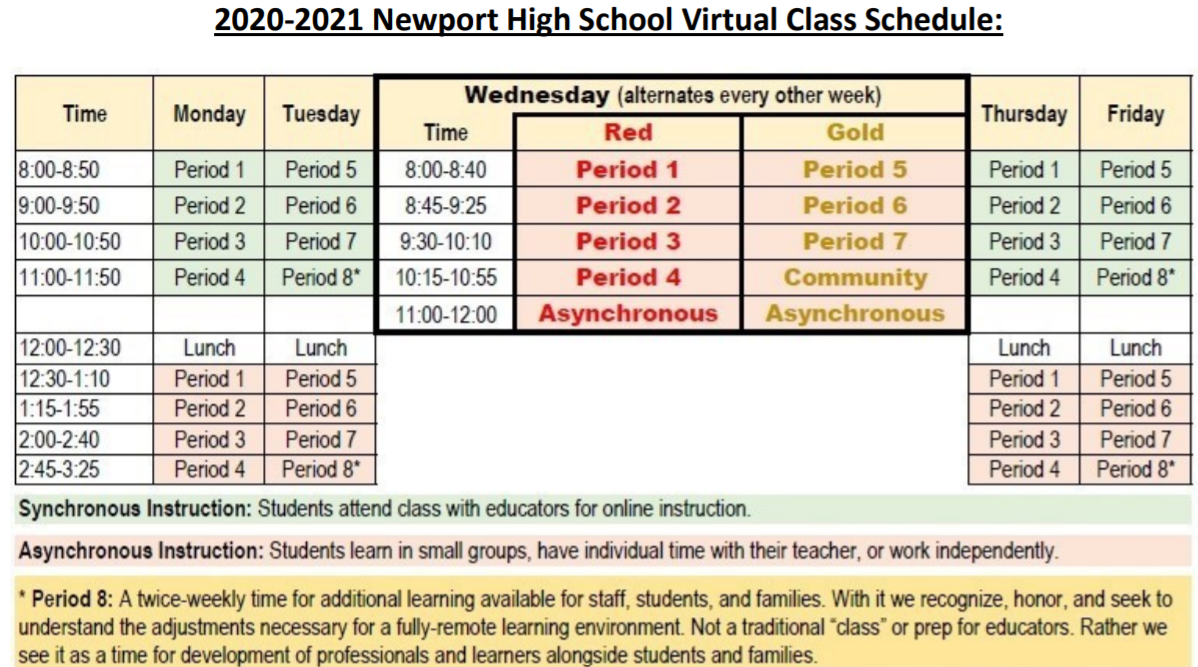 2020-2021 Newport High School Virtual Class Schedule:
Time Monday Tuesday Wednesday (alternates every other week) Thursday Friday
Time Red Gold
8:00-8:50 Period 1 Period 5 8:00-8:40 Period 1 Period 5 Period 1 Period 5
9:00-9:50 Period 2 Period 6 8:45-9:25 Period 2 Period 6 Period 2 Period 6
10:00-10:50 Period 3 Period 7 9:30-10:10 Period 3 Period 7 Period 3 Period 7
11:00-11:50 Period 4 Period 8* 10:15-10:55 Period 4 Community Period 4 Period 8*
11:00-12:00 Asynchronous Asynchronous
12:00-12:30 Lunch Lunch Lunch Lunch
12:30-1:10 Period 1 Period 5 Period 1 Period 5
1:15-1:55 Period 2 Period 6 Period 2 Period 6
2:00-2:40 Period 3 Period 7 Period 3 Period 7
2:45-3:25 Period 4 Period 8* Period 4 Period 8*
Synchronous Instruction: Students attend class with educators for online instruction.
Asynchronous Instruction: Students learn in small groups, have individual time with their teacher, or work independently.
* Period 8: A twice-weekly time for additional learning available for staff, students, and families. With it we recognize, honor, and seek to
understand the adjustments necessary for a fully-remote learning environment. Not a traditional “class” or prep for educators. Rather we
see it as a time for development of professionals and learners alongside students and families.